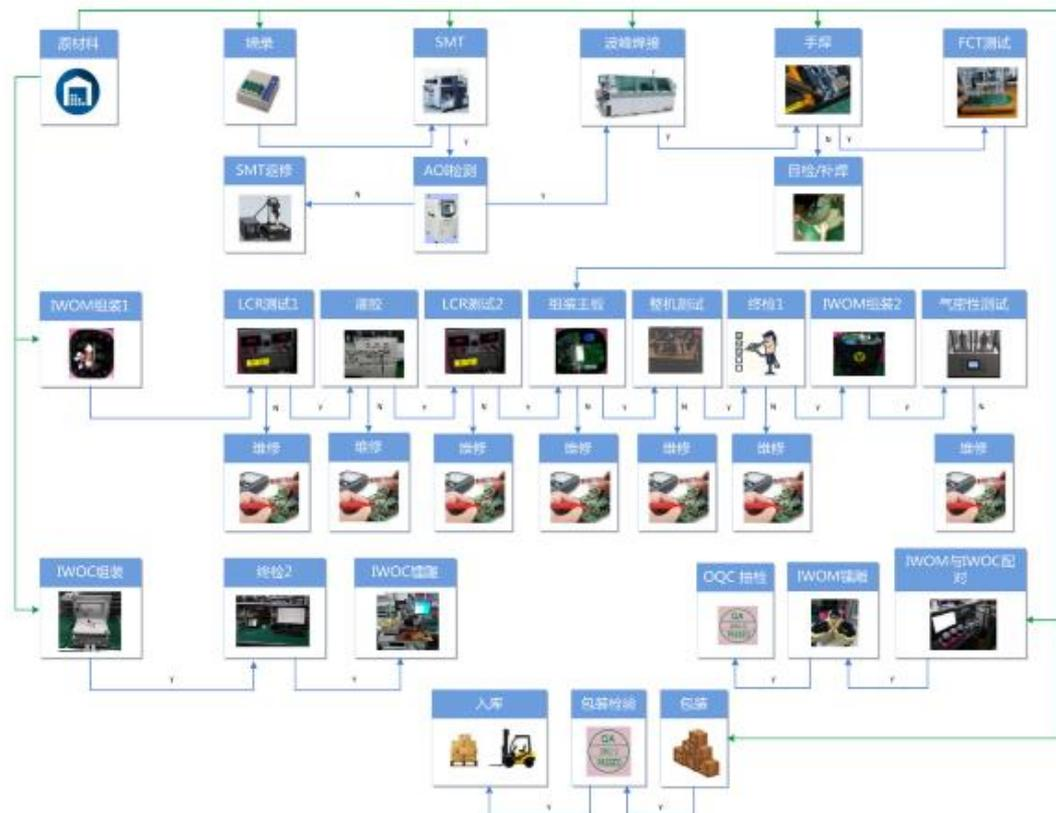 原材料
烧录
SMT
波峰焊接
手焊
FCT测试
Y
N
Y
Y
SMT返修
AOI检测
目检/补焊
N
Y
IWOM组装1
LCR测试1
灌胶
LCR测试2
组装主板
整机测试
终检1
IWOM组装2
气密性测试
N
Y
N
Y
N
Y
N
Y
N
Y
N
Y
Y
N
维修
维修
维修
维修
维修
维修
维修
IWOC组装
终检2
IWOC镭雕
OQC 抽检
IWOM镭雕
IWOM与IWOC配
对
QA
Y
Y
Y
Y
入库
包装检验
包装
QA
Y
Y